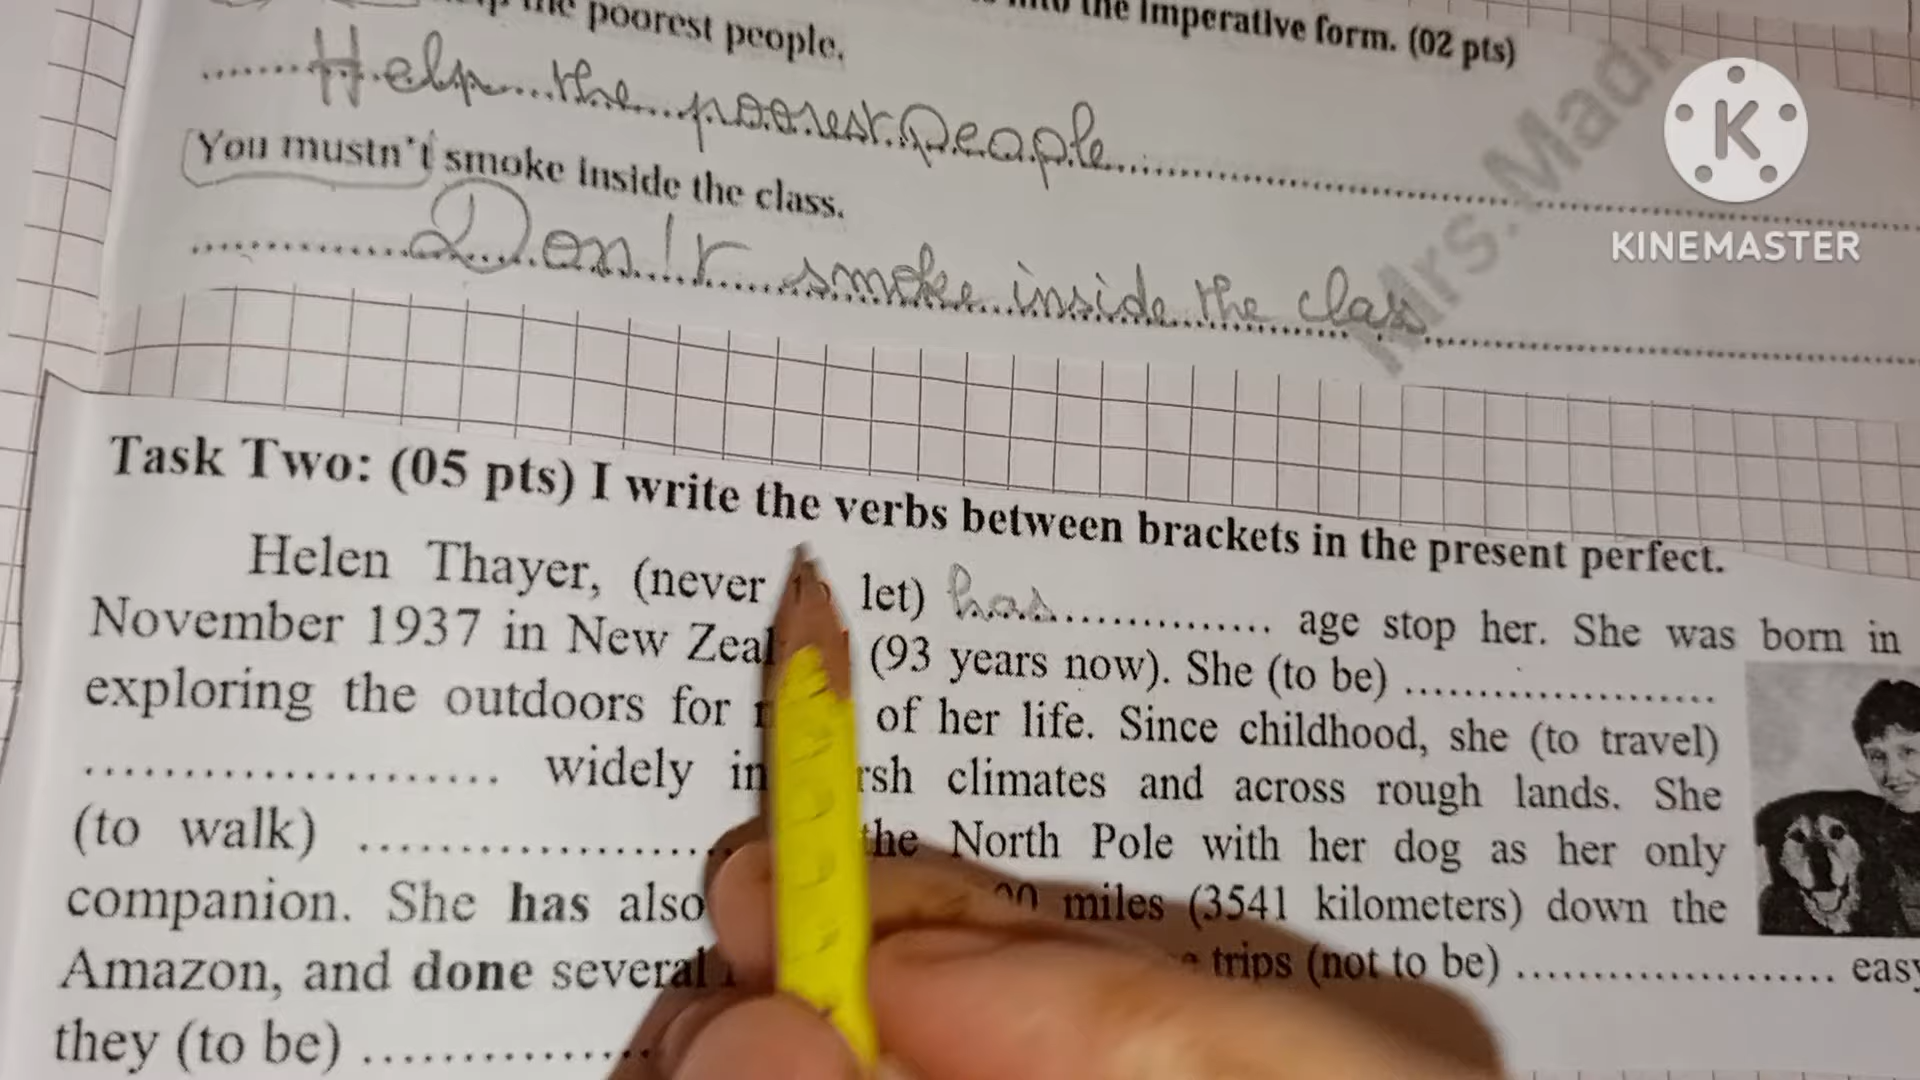 the poorest people.
into the imperative form. (02 pts)
Help the poorest people
You mustn't smoke inside the class.
Don't smoke inside the class
Mrs.Madi
K
KINEMASTER
Task Two: (05 pts) I write the verbs between brackets in the present perfect.
Helen Thayer, (never let) has age stop her. She was born in
November 1937 in New Zeal (93 years now). She (to be)
exploring the outdoors for of her life. Since childhood, she (to travel)
widely in rsh climates and across rough lands. She
(to walk) the North Pole with her dog as her only
companion. She has also miles (3541 kilometers) down the
Amazon, and done several trips (not to be) easy
they (to be)